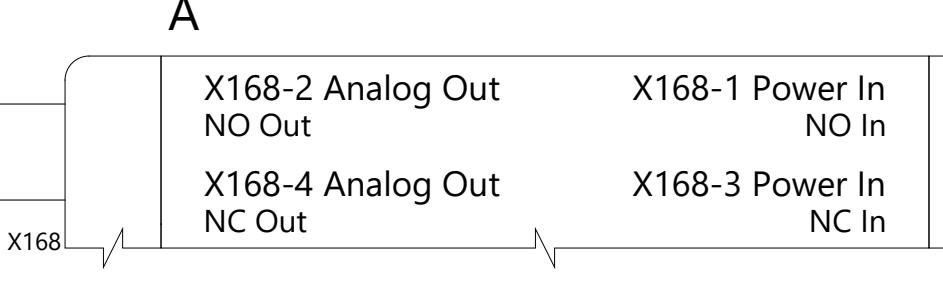 A
X168-2 Analog Out X168-1 Power In
NO Out NO In
X168-4 Analog Out X168-3 Power In
NC Out NC In
X168